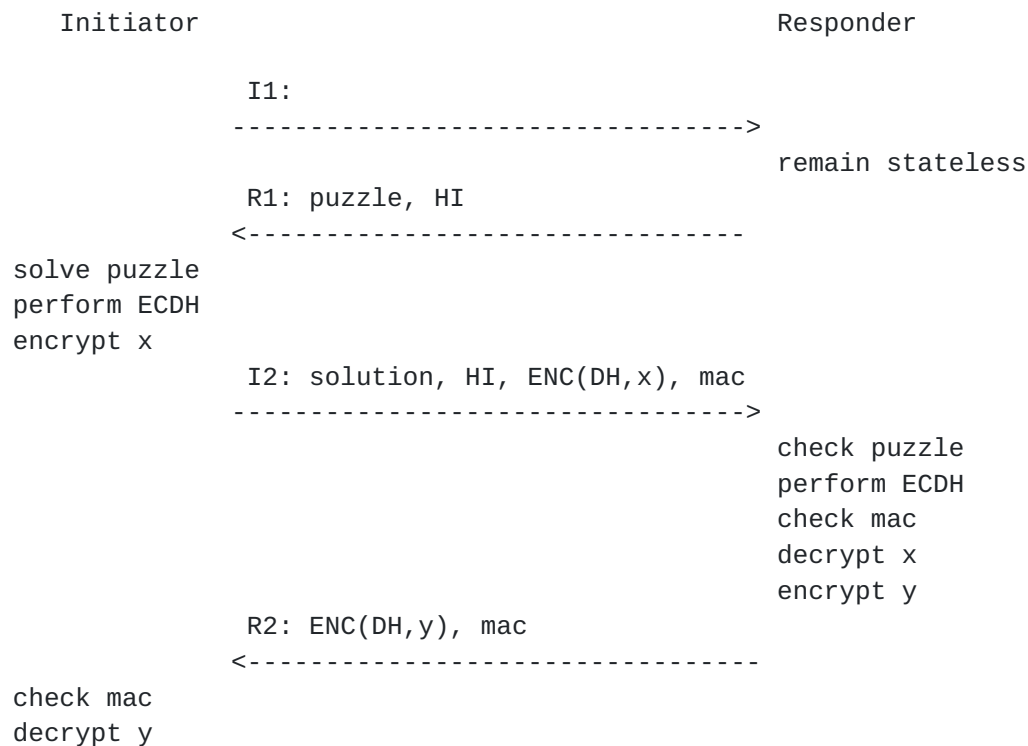 Initiator Responder
I1:
--------------------------------->
remain stateless
R1: puzzle, HI
<--------------------------------
solve puzzle
perform ECDH
encrypt x
I2: solution, HI, ENC(DH,x), mac
--------------------------------->
check puzzle
perform ECDH
check mac
decrypt x
encrypt y
R2: ENC(DH,y), mac
<---------------------------------
check mac
decrypt y